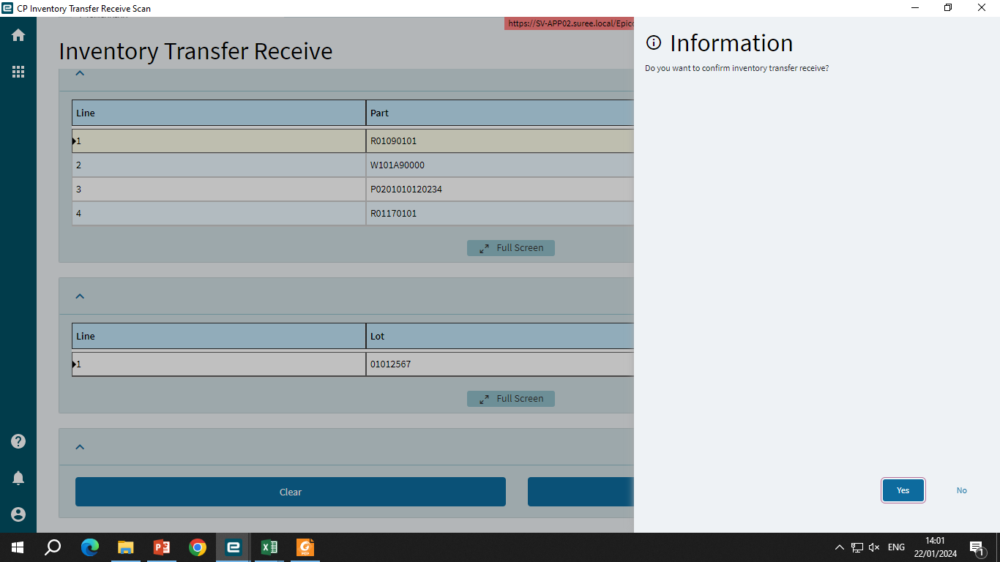 CP Inventory Transfer Receive Scan
https://SV-APP02.suree.local/Epico
Inventory Transfer Receive
Line Part
1 R01090101
2 W101A90000
3 P0201010120234
4 R01170101
Full Screen
Line Lot
1 01012567
Full Screen
Clear
Information
Do you want to confirm inventory transfer receive?
Yes No
ENG
14:01
22/01/2024
1